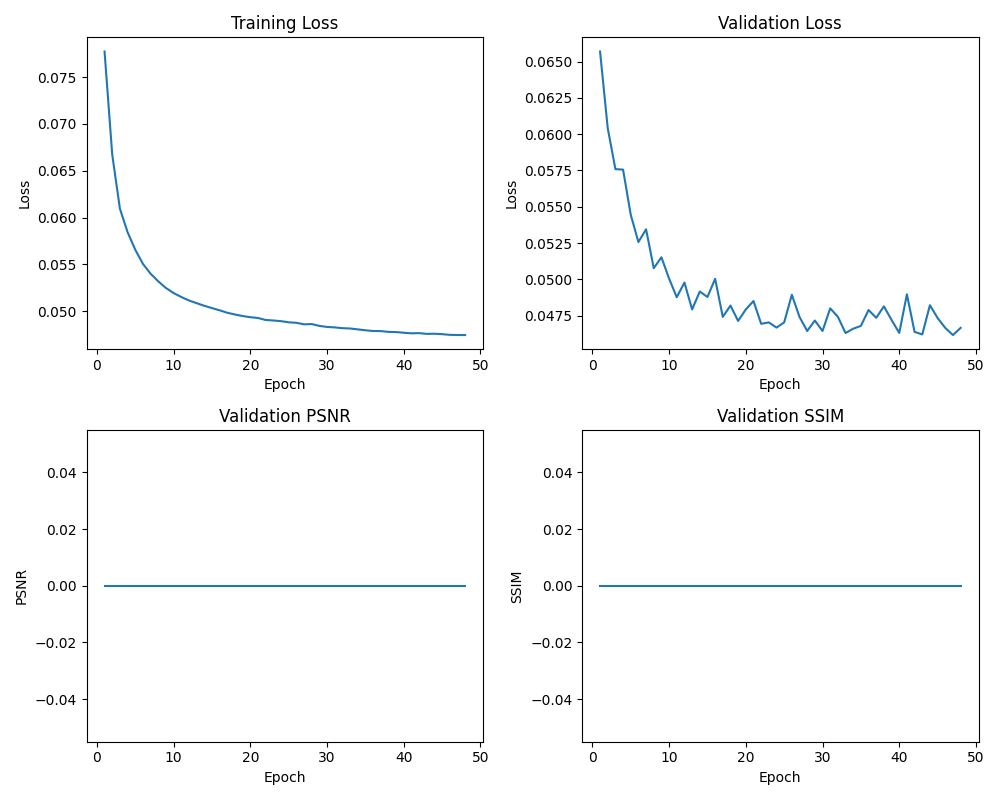 Training Loss
Loss
0.075
0.070
0.065
0.060
0.055
0.050
0 10 20 30 40 50
Epoch
Validation Loss
Loss
0.0650
0.0625
0.0600
0.0575
0.0550
0.0525
0.0500
0.0475
0 10 20 30 40 50
Epoch
Validation PSNR
PSNR
0.04
0.02
0.00
−0.02
−0.04
0 10 20 30 40 50
Epoch
Validation SSIM
SSIM
0.04
0.02
0.00
−0.02
−0.04
0 10 20 30 40 50
Epoch